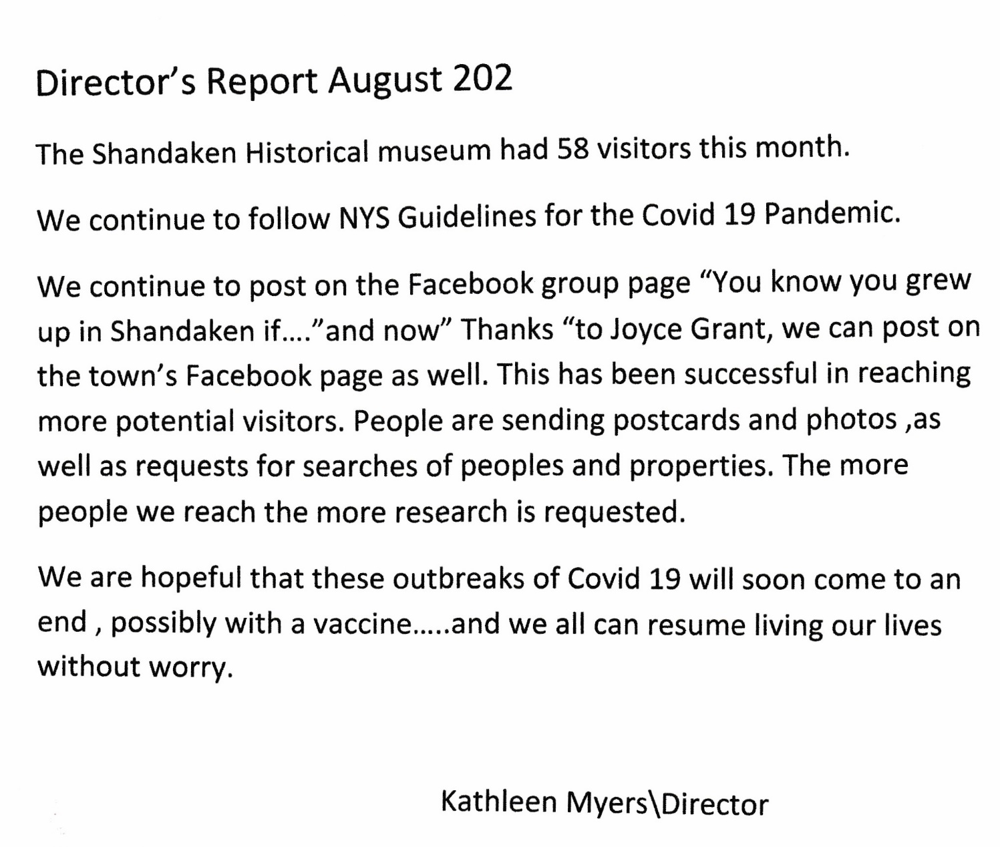 Director’s Report August 202
The Shandaken Historical museum had 58 visitors this month.
We continue to follow NYS Guidelines for the Covid 19 Pandemic.
We continue to post on the Facebook group page “You know you grew
up in Shandaken if....”and now” Thanks “to Joyce Grant, we can post on
the town’s Facebook page as well. This has been successful in reaching
more potential visitors. People are sending postcards and photos ,as
well as requests for searches of peoples and properties. The more
people we reach the more research is requested.
We are hopeful that these outbreaks of Covid 19 will soon come to an
end , possibly with a vaccine.....and we all can resume living our lives
without worry.
Kathleen Myers\Director